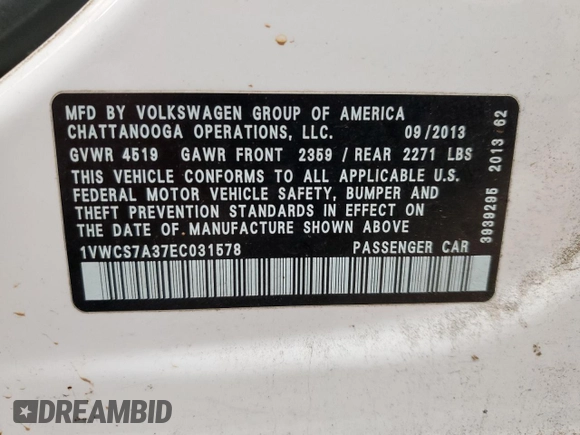 MFD BY VOLKSWAGEN GROUP OF AMERICA
CHATTANOOGA OPERATIONS, LLC. 09/2013
GVWR 4519 GAWR FRONT 2359 / REAR 2271 LBS
THIS VEHICLE CONFORMS TO ALL APPLICABLE U.S.
FEDERAL MOTOR VEHICLE SAFETY, BUMPER AND
THEFT PREVENTION STANDARDS IN EFFECT ON
THE DATE OF MANUFACTURE SHOWN ABOVE
1VWCS7A37EC031578 PASSENGER CAR
3939295 2013 62
DREAMBID